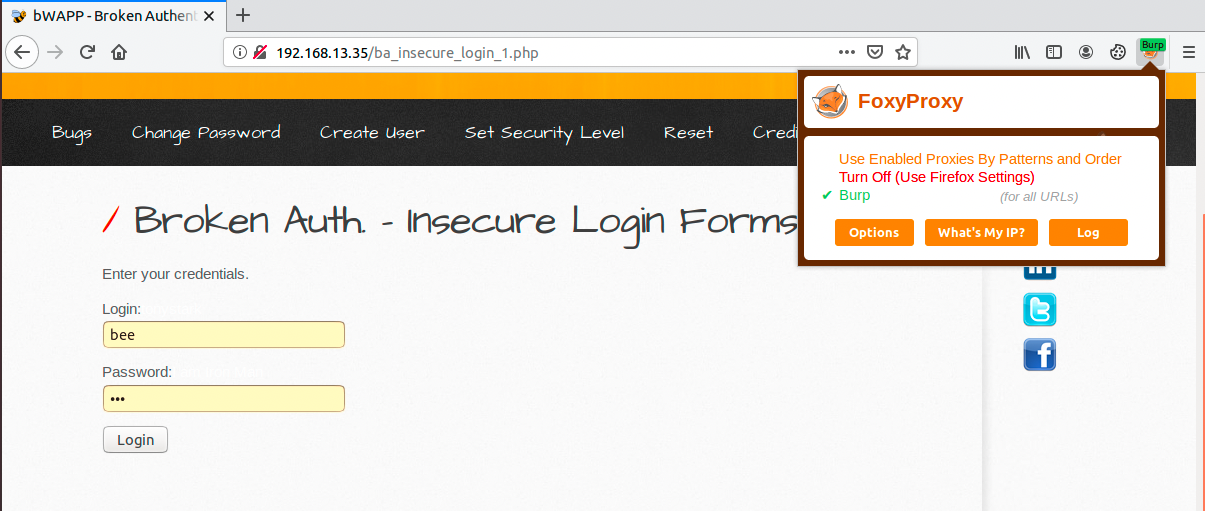 bWAPP - Broken Authent
192.168.13.35/ba_insecure_login_1.php
Burp
FoxyProxy
Bugs Change Password Create User Set Security Level Reset Credi
Use Enabled Proxies By Patterns and Order
Turn Off (Use Firefox Settings)
✔ Burp (for all URLs)
Options What's My IP? Log
/ Broken Auth. - Insecure Login Forms
Enter your credentials.
Login:
bee
Password:
•••
Login